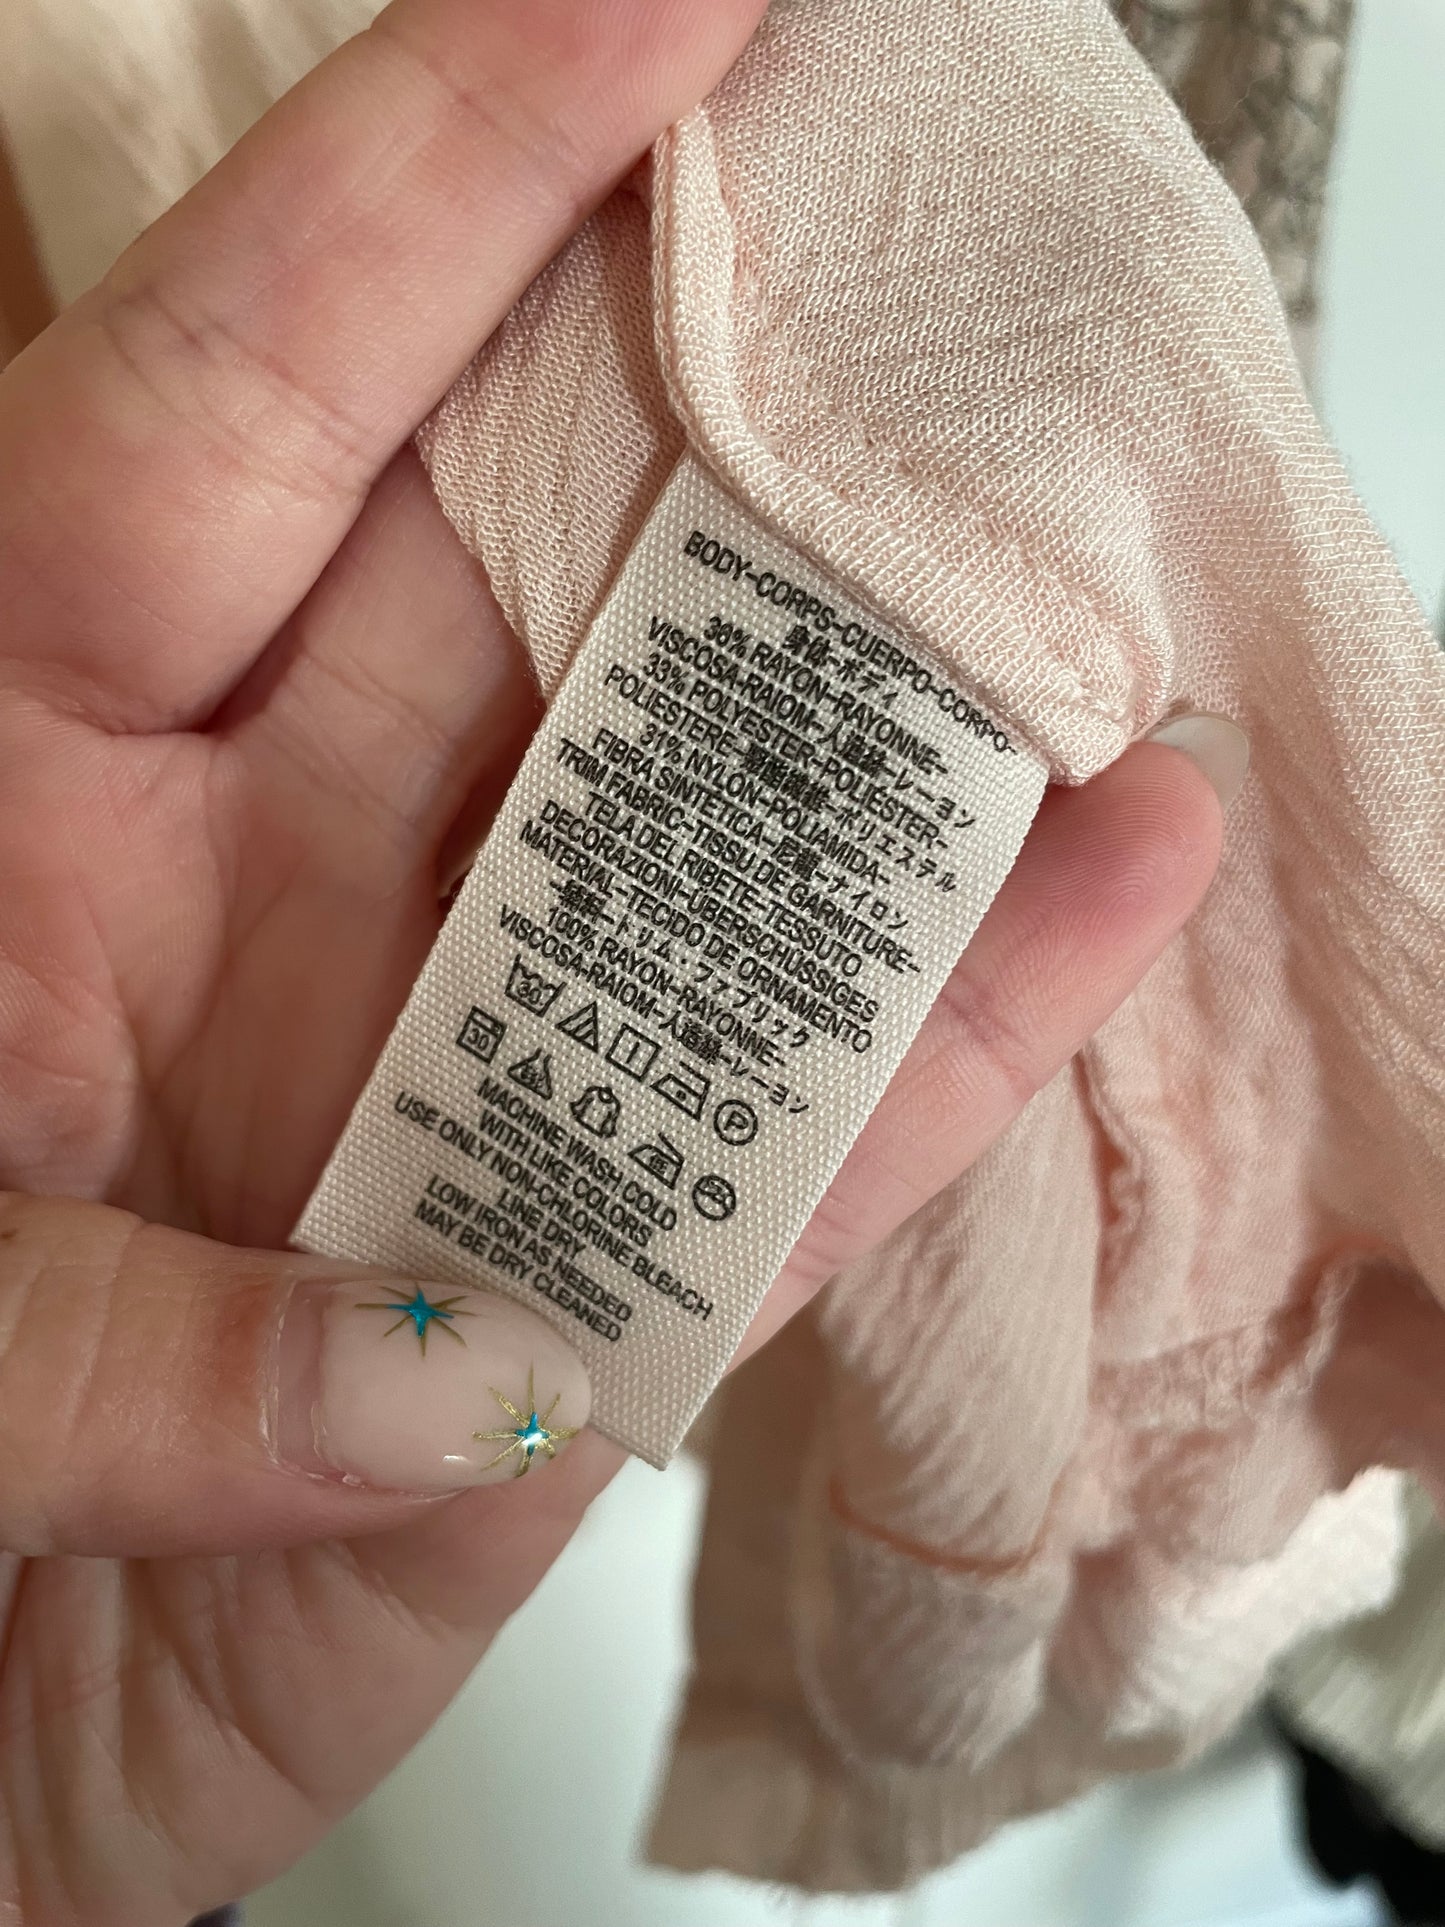 BODY-CORPS-CUERPO-CORPO-
身体-ボディ
36% RAYON-RAYONNE-
VISCOSA-RAIOM-人造絲-レーヨン
33% POLYESTER-POLIESTER-
POLIESTERE-聚酯纖維-ポリエステル
31% NYLON-POLIAMIDA-
FIBRA SINTETICA-尼龍-ナイロン
TRIM FABRIC-TISSU DE GARNITURE-
TELA DEL RIBETE-TESSUTO
DECORAZIONI-ÜBERSCHÜSSIGES
MATERIAL-TECIDO DE ORNAMENTO
-トリム・ファブリック
100% RAYON-RAYONNE-
VISCOSA-RAIOM-人造絲-レーヨン
30
P
30
低
MACHINE WASH COLD
WITH LIKE COLORS
USE ONLY NON-CHLORINE BLEACH
LINE DRY
LOW IRON AS NEEDED
MAY BE DRY CLEANED